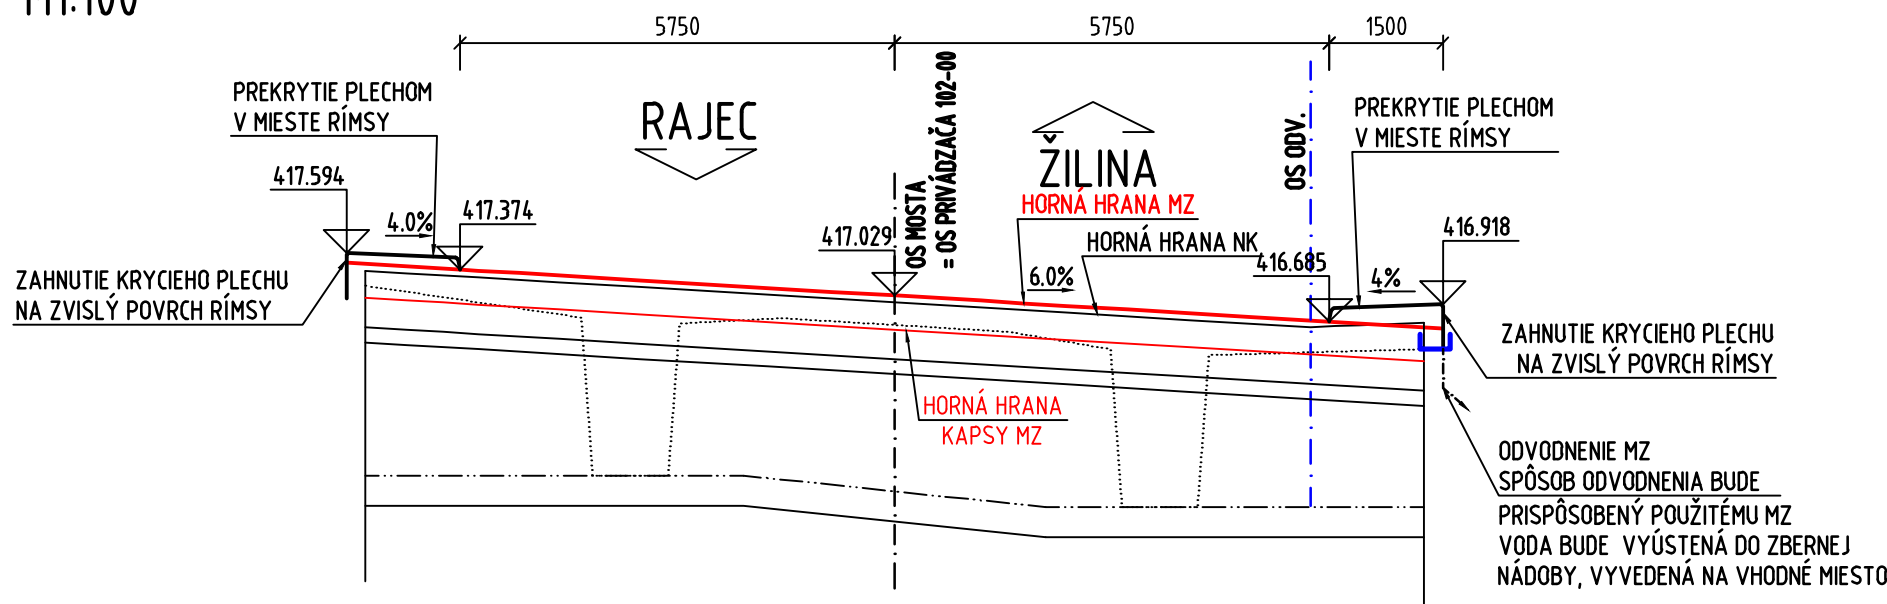 5750
5750
1500
PREKRYTIE PLECHOM
V MIESTE RÍMSY
RAJEC
OS MOSTA
= OS PRIVÁDZAČA 102-00
ŽILINA
OS ODV.
PREKRYTIE PLECHOM
V MIESTE RÍMSY
417.594
4.0%
417.374
417.029
HORNÁ HRANA MZ
HORNÁ HRANA NK
6.0%
416.685
4%
416.918
ZAHNUTIE KRYCIEHO PLECHU
NA ZVISLÝ POVRCH RÍMSY
ZAHNUTIE KRYCIEHO PLECHU
NA ZVISLÝ POVRCH RÍMSY
HORNÁ HRANA
KAPSY MZ
ODVODNENIE MZ
SPÔSOB ODVODNENIA BUDE
PRISPÔSOBENÝ POUŽITÉMU MZ
VODA BUDE VYÚSTENÁ DO ZBERNEJ
NÁDOBY, VYVEDENÁ NA VHODNÉ MIESTO